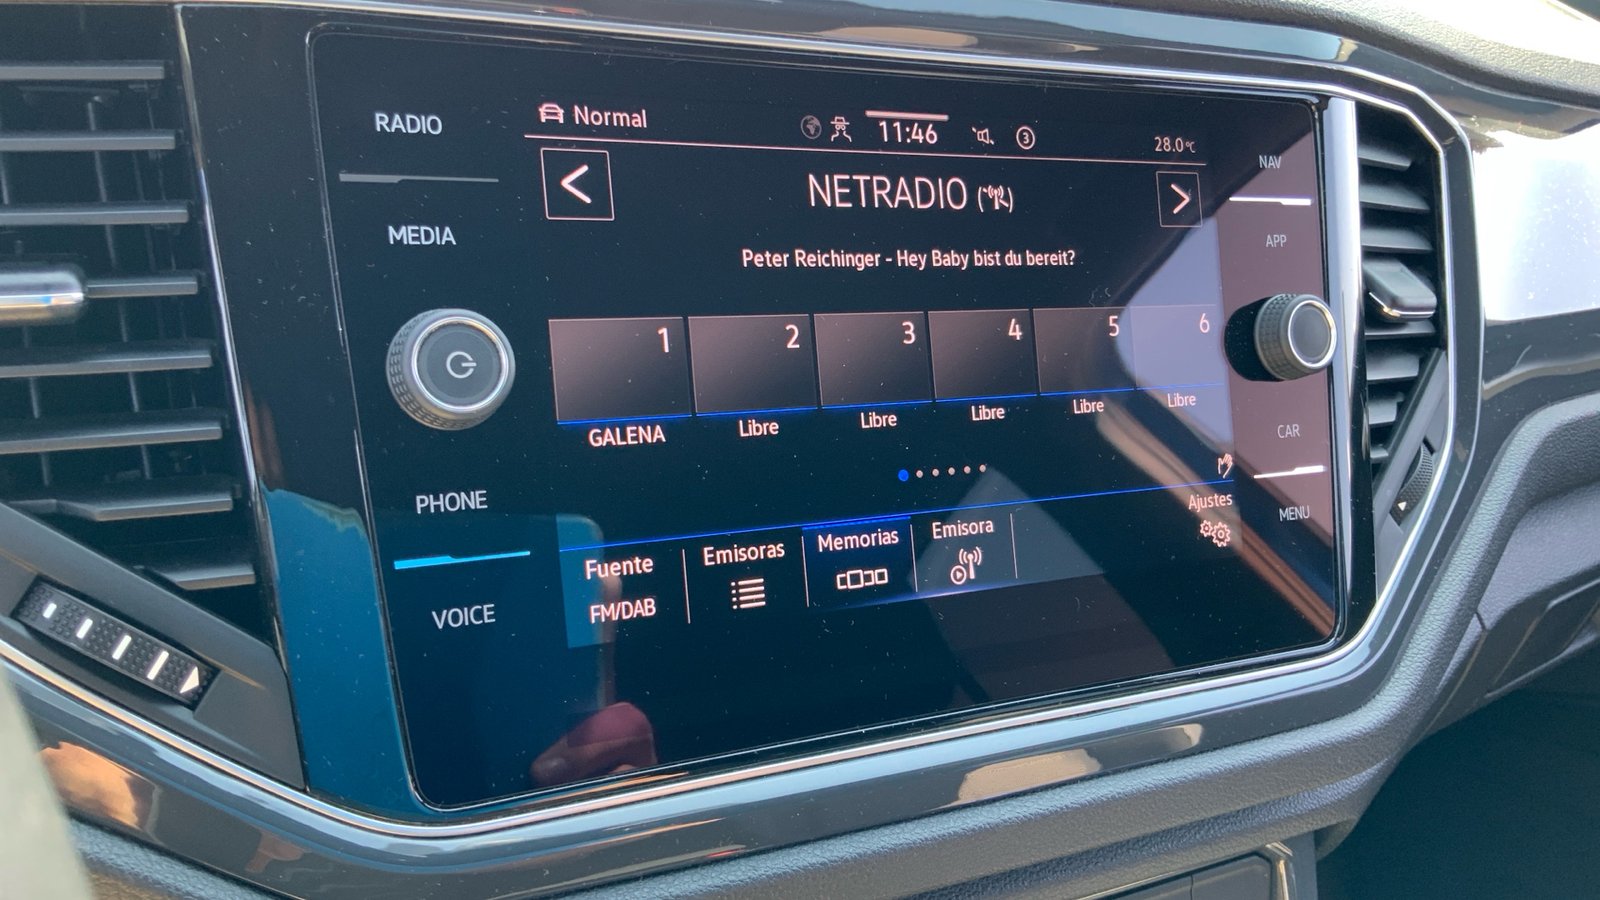 RADIO
MEDIA
PHONE
VOICE
Normal
11:46
3
28.0°C
NETRADIO
Peter Reichinger - Hey Baby bist du bereit?
1 2 3 4 5 6
GALENA Libre Libre Libre Libre Libre
Ajustes
Fuente Emisoras Memorias Emisora
FM/DAB
NAV
APP
CAR
MENU